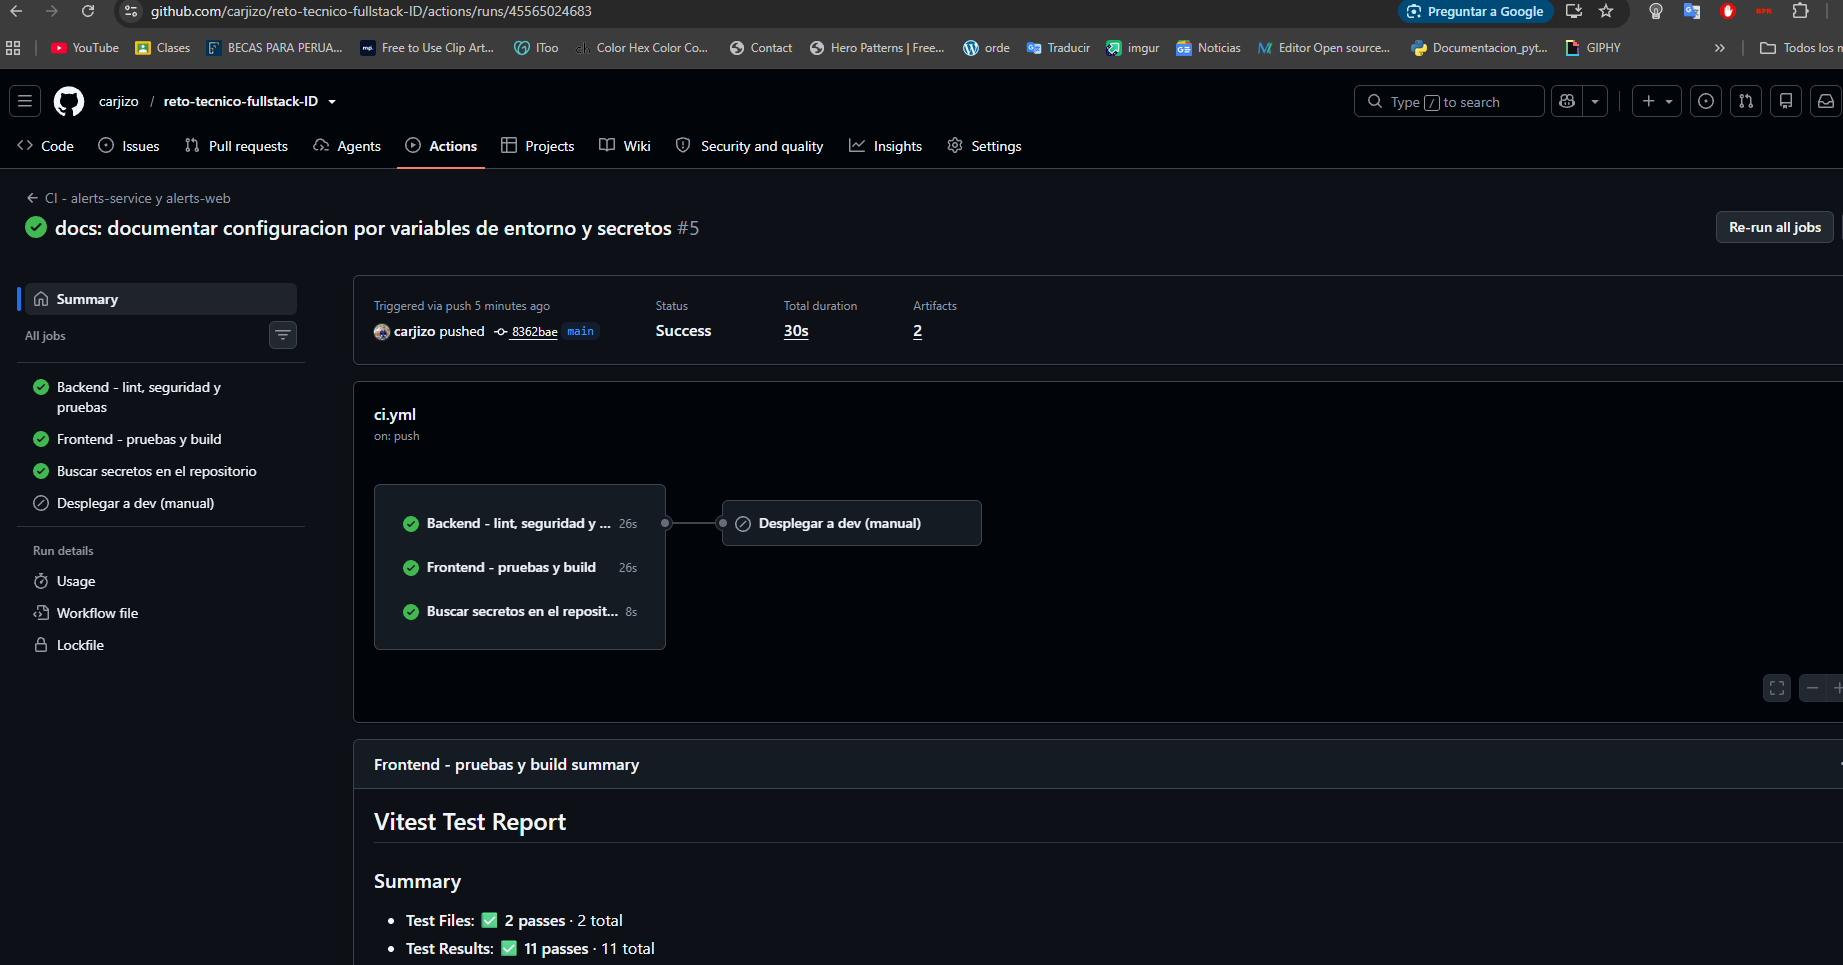 github.com/carjizo/reto-tecnico-fullstack-ID/actions/runs/45565024683
Preguntar a Google
YouTube
Clases
BECAS PARA PERUA...
Free to Use Clip Art...
IToo
Color Hex Color Co...
Contact
Hero Patterns | Free...
orde
Traducir
imgur
Noticias
Editor Open source...
Documentacion_pyt...
GIPHY
»
Todos los m
carjizo / reto-tecnico-fullstack-ID
Type / to search
Code
Issues
Pull requests
Agents
Actions
Projects
Wiki
Security and quality
Insights
Settings
CI - alerts-service y alerts-web
docs: documentar configuracion por variables de entorno y secretos #5
Re-run all jobs
Summary
All jobs
Backend - lint, seguridad y
pruebas
Frontend - pruebas y build
Buscar secretos en el repositorio
Desplegar a dev (manual)
Run details
Usage
Workflow file
Lockfile
Triggered via push 5 minutes ago
carjizo pushed 8362bae main
Status
Success
Total duration
30s
Artifacts
2
ci.yml
on: push
Backend - lint, seguridad y ... 26s
Frontend - pruebas y build 26s
Buscar secretos en el reposit... 8s
Desplegar a dev (manual)
Frontend - pruebas y build summary
Vitest Test Report
Summary
Test Files: ✅ 2 passes · 2 total
Test Results: ✅ 11 passes · 11 total